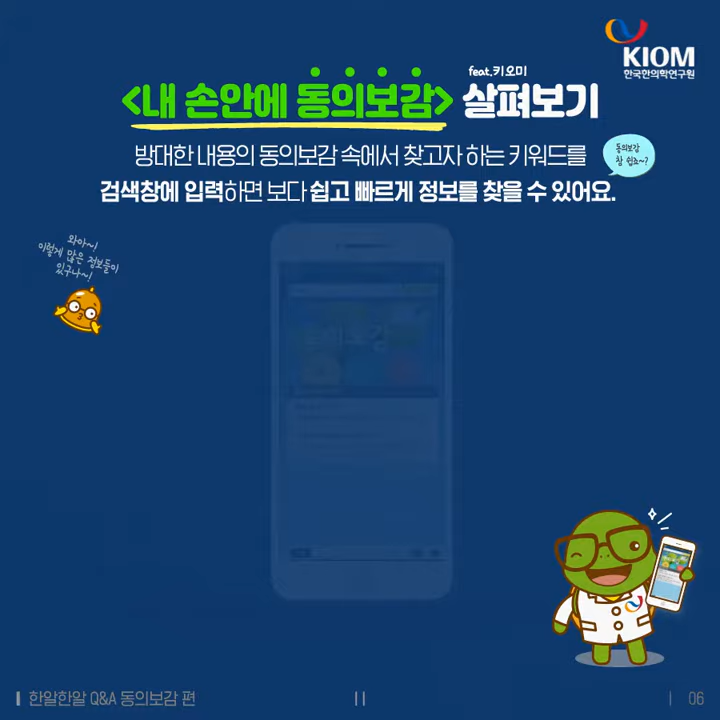 KIOM
한국한의학연구원
feat.키오미
<내 손안에 동의보감> 살펴보기
방대한 내용의 동의보감 속에서 찾고자 하는 키워드를
동의보감
참 쉽죠~?
검색창에 입력하면 보다 쉽고 빠르게 정보를 찾을 수 있어요.
와아~!
이렇게 많은 정보들이
있구나~!
한알한알 Q&A 동의보감 편
06